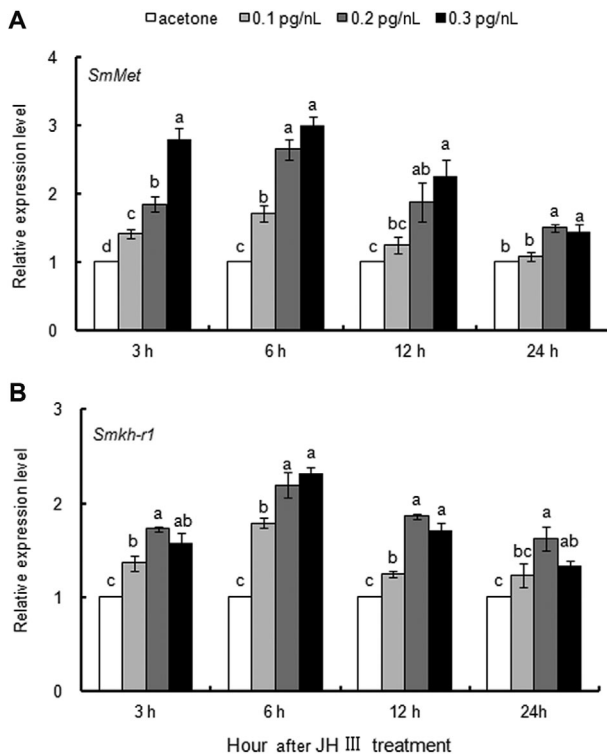 A
acetone 0.1 pg/nL 0.2 pg/nL 0.3 pg/nL
SmMet
Relative expression level
4
3
2
1
0
d c b a
c b a a
c bc ab a
b b a a
3 h 6 h 12 h 24 h
B
Smkh-r1
Relative expression level
3
2
1
0
c b a ab
c b a a
c b a a
c bc a ab
3 h 6 h 12 h 24h
Hour after JH III treatment